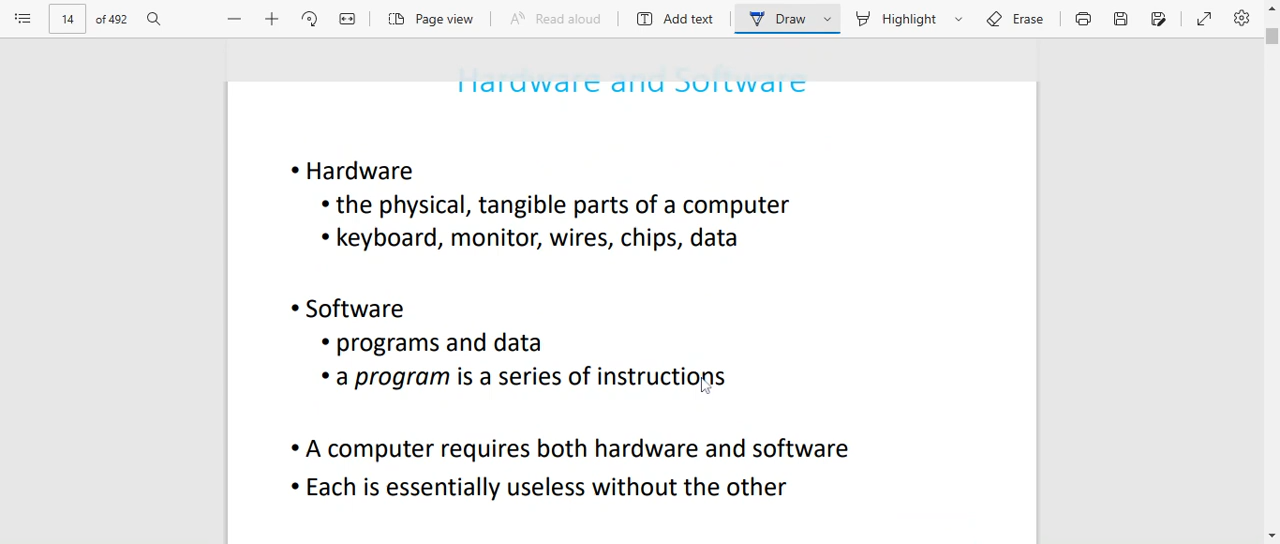 14 of 492 Page view Read aloud Add text Draw Highlight Erase
Hardware and Software
• Hardware
• the physical, tangible parts of a computer
• keyboard, monitor, wires, chips, data
• Software
• programs and data
• a program is a series of instructions
• A computer requires both hardware and software
• Each is essentially useless without the other